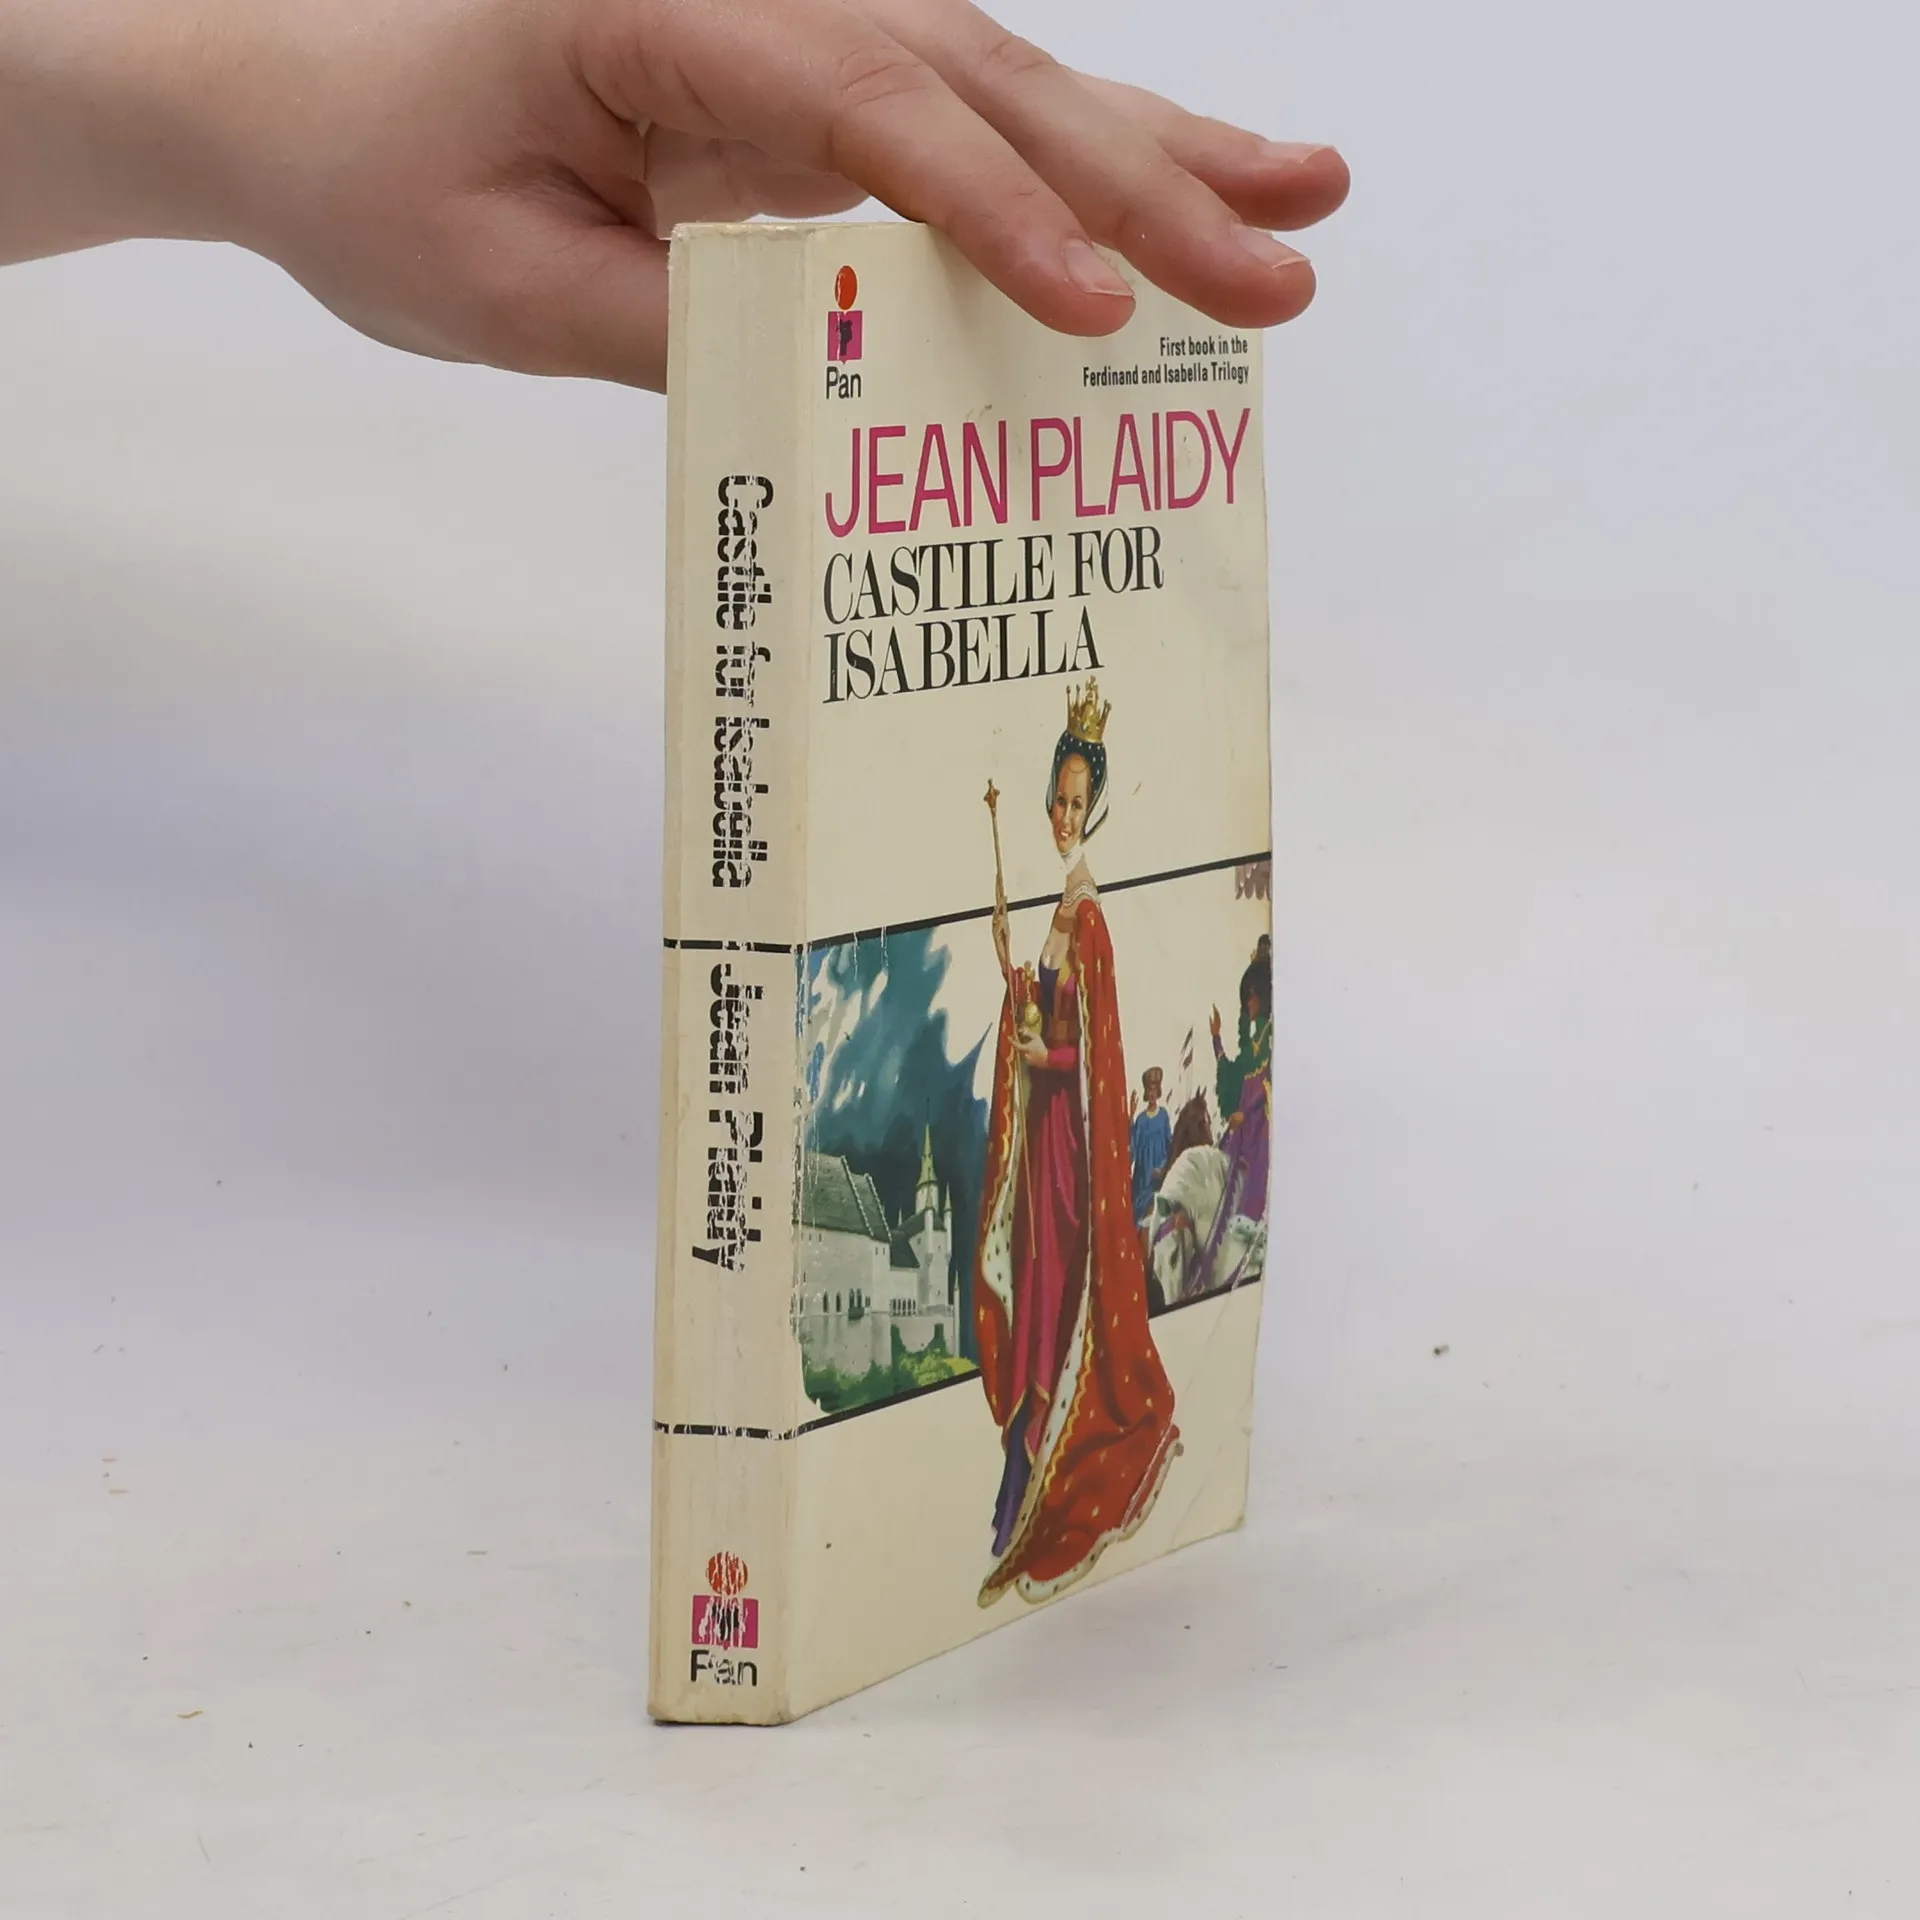 Pan
First book in the
Ferdinand and Isabella Trilogy
JEAN PLAIDY
CASTILE FOR
ISABELLA
Castile for Isabella
Jean Plaidy
Pan